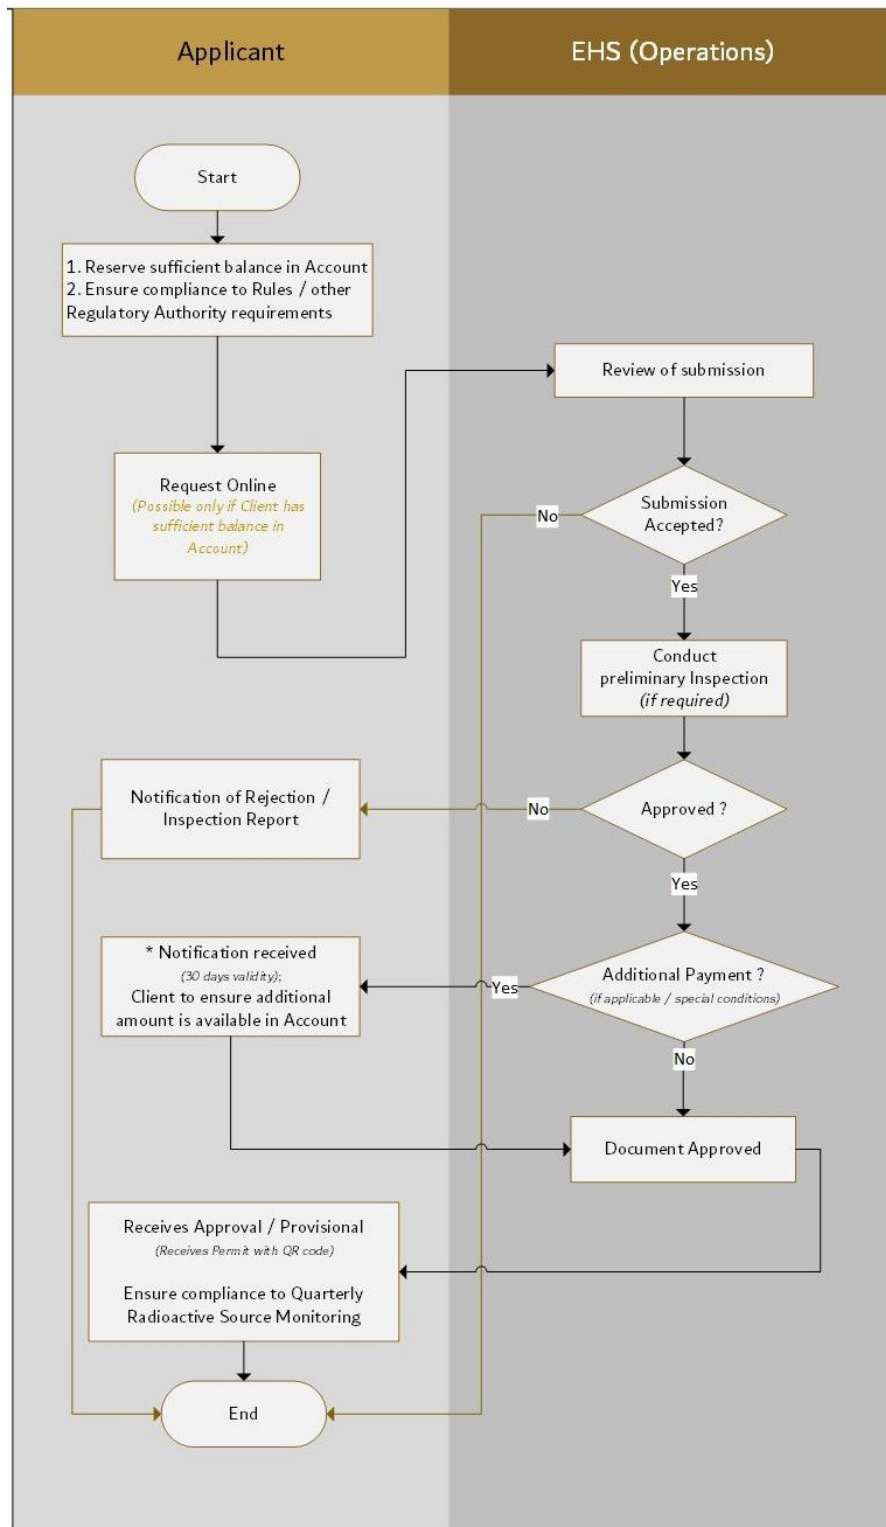 Applicant
EHS (Operations)
Start
1. Reserve sufficient balance in Account
2. Ensure compliance to Rules / other
Regulatory Authority requirements
Review of submission
Request Online
(Possible only if Client has
sufficient balance in
Account)
Submission
Accepted?
No
Yes
Conduct
preliminary Inspection
(if required)
Notification of Rejection /
Inspection Report
No
Approved ?
Yes
* Notification received
(30 days validity);
Client to ensure additional
amount is available in Account
Yes
Additional Payment ?
(if applicable / special conditions)
No
Document Approved
Receives Approval / Provisional
(Receives Permit with QR code)
Ensure compliance to Quarterly
Radioactive Source Monitoring
End